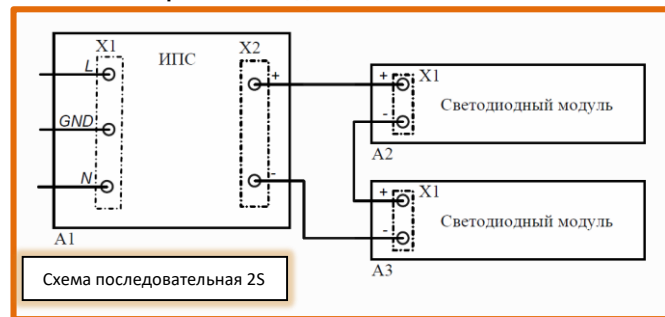 X1
ИПС
X2
L
+
GND
N
-
A1
+ X1
Светодиодный модуль
-
A2
+ X1
Светодиодный модуль
-
A3
Схема последовательная 2S